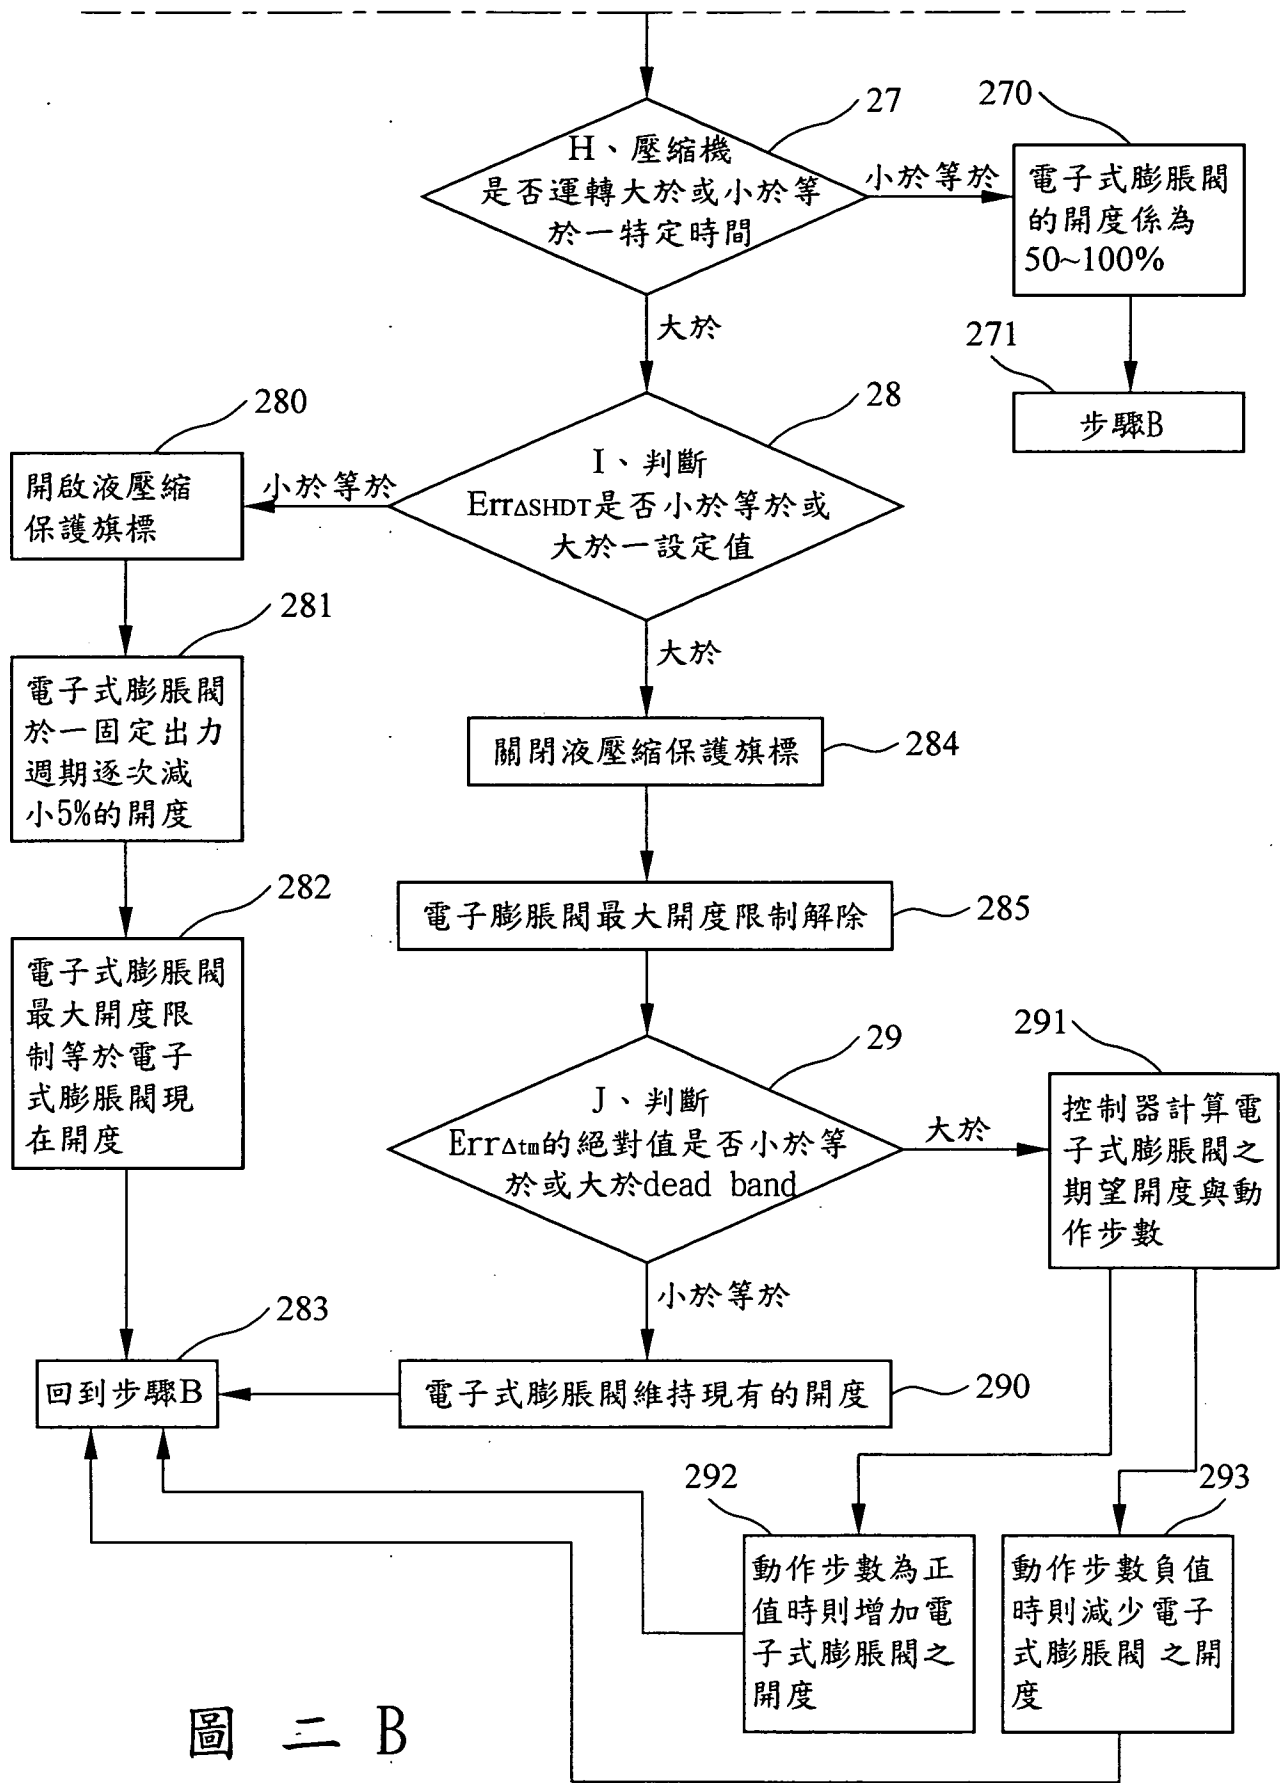 27
270
H、壓縮機
是否運轉大於或小於等
於一特定時間
小於等於
電子式膨脹閥
的開度係為
50~100%
大於
271
步驟B
28
280
I、判斷
ErrΔSHDT是否小於等於或
大於一設定值
小於等於
開啟液壓縮
保護旗標
281
大於
電子式膨脹閥
於一固定出力
週期逐次減
小5%的開度
關閉液壓縮保護旗標
284
282
電子膨脹閥最大開度限制解除
285
電子式膨脹閥
最大開度限
制等於電子
式膨脹閥現
在開度
29
291
J、判斷
ErrΔtm的絕對值是否小於等
於或大於dead band
大於
控制器計算電
子式膨脹閥之
期望開度與動
作步數
小於等於
283
回到步驟B
電子式膨脹閥維持現有的開度
290
292
293
動作步數為正
值時則增加電
子式膨脹閥之
開度
動作步數負值
時則減少電子
式膨脹閥 之開
度
圖 二 B